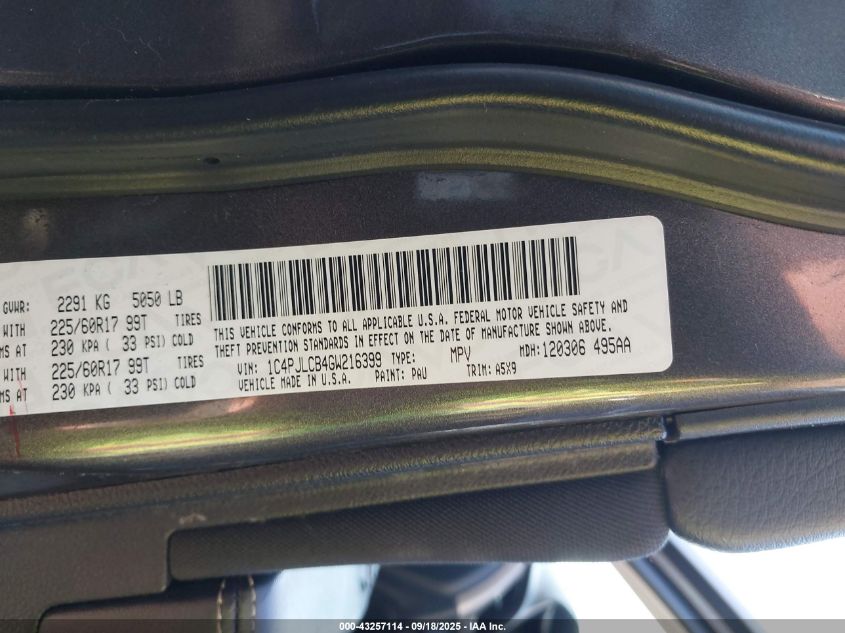 GVWR: 2291 KG 5050 LB
WITH 225/60R17 99T TIRES
MS AT 230 KPA ( 33 PSI) COLD
WITH 225/60R17 99T TIRES
MS AT 230 KPA ( 33 PSI) COLD
THIS VEHICLE CONFORMS TO ALL APPLICABLE U.S.A. FEDERAL MOTOR VEHICLE SAFETY AND
THEFT PREVENTION STANDARDS IN EFFECT ON THE DATE OF MANUFACTURE SHOWN ABOVE.
VIN: 1C4PJLCB4GW216399 TYPE: MPV MDH: 120306 495AA
VEHICLE MADE IN U.S.A. PAINT: PAU TRIM: A5X9
000-43257114 - 09/18/2025 - IAA Inc.